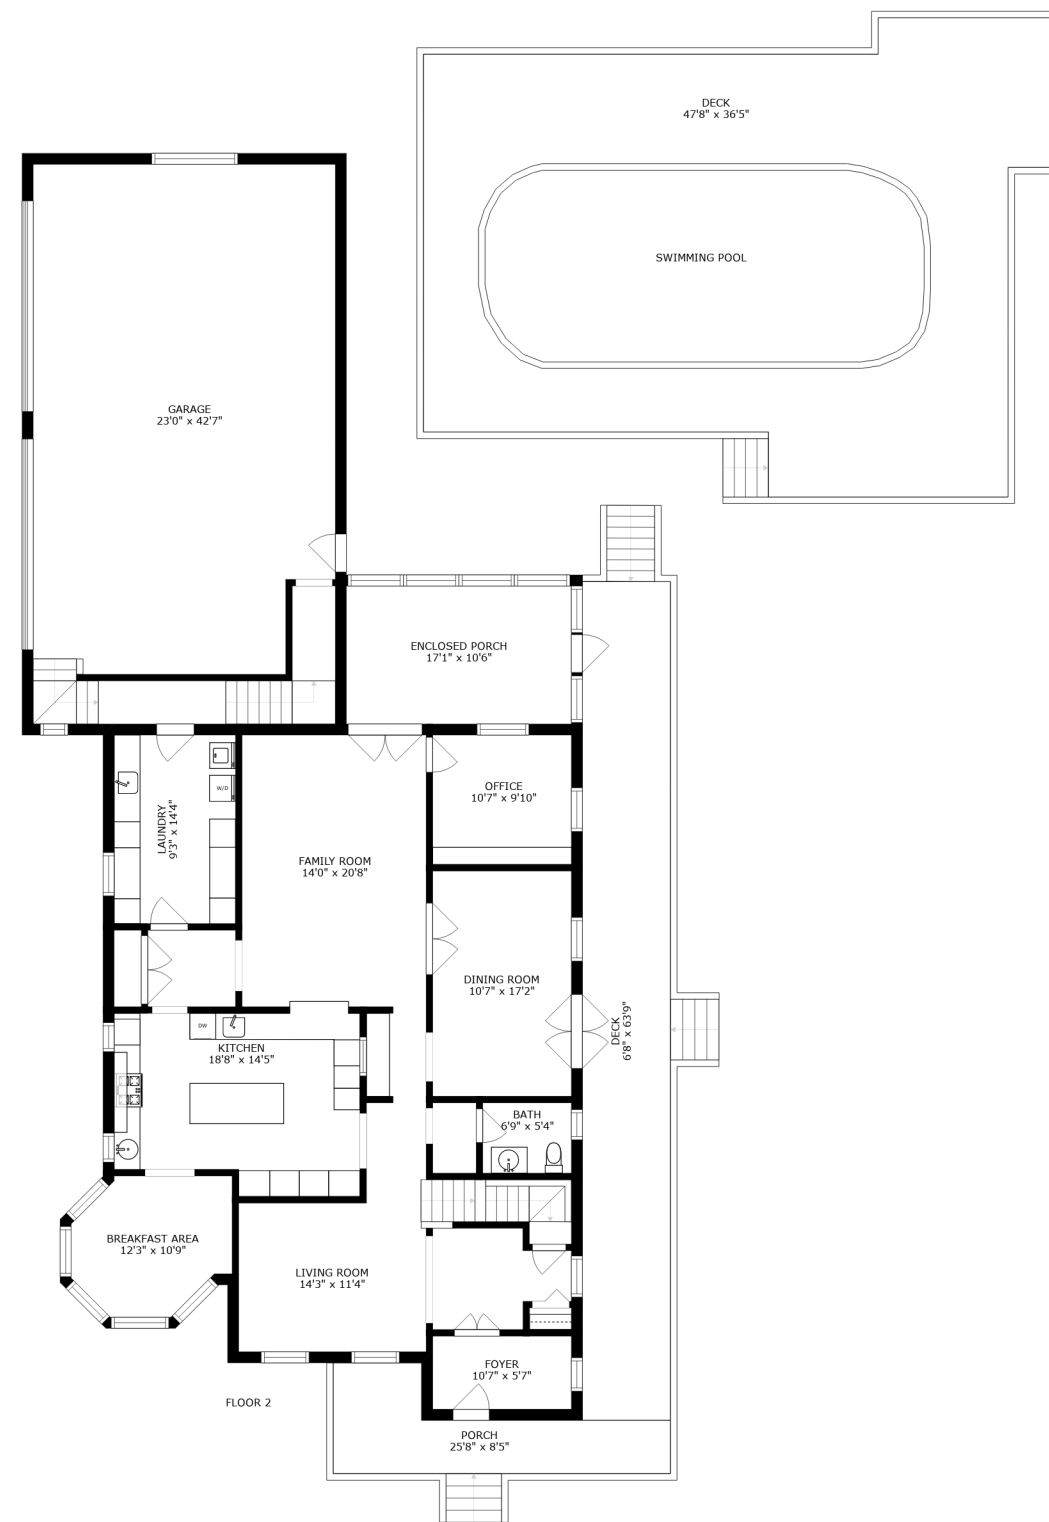 DECK
47'8" x 36'5"
SWIMMING POOL
GARAGE
23'0" x 42'7"
ENCLOSED PORCH
17'1" x 10'6"
OFFICE
10'7" x 9'10"
W/D
LAUNDRY
9'3" x 14'4"
FAMILY ROOM
14'0" x 20'8"
DINING ROOM
10'7" x 17'2"
DECK
6'8" x 63'9"
DW
KITCHEN
18'8" x 14'5"
BATH
6'9" x 5'4"
BREAKFAST AREA
12'3" x 10'9"
LIVING ROOM
14'3" x 11'4"
FOYER
10'7" x 5'7"
FLOOR 2
PORCH
25'8" x 8'5"